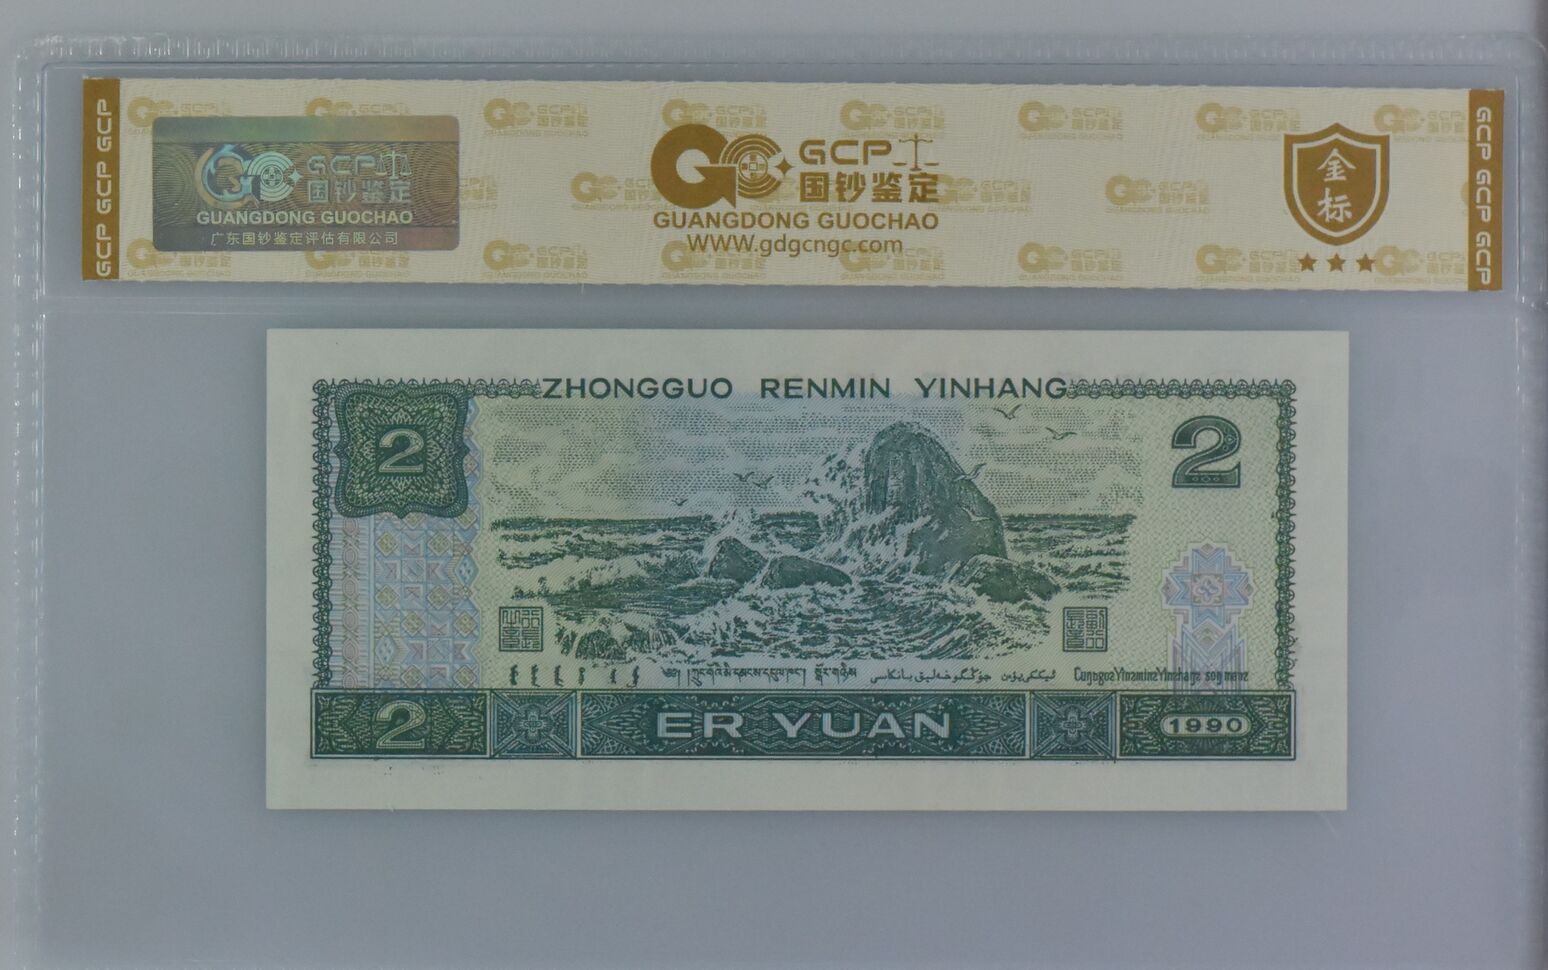 GCP GCP GCP
GCP
国钞鉴定
GUANGDONG GUOCHAO
广东国钞鉴定评估有限公司
GCP
国钞鉴定
GUANGDONG GUOCHAO
WWW.gdgcngc.com
金
标
GCP GCP GCP
ZHONGGUO RENMIN YINHANG
2
2
2
ER YUAN
1990